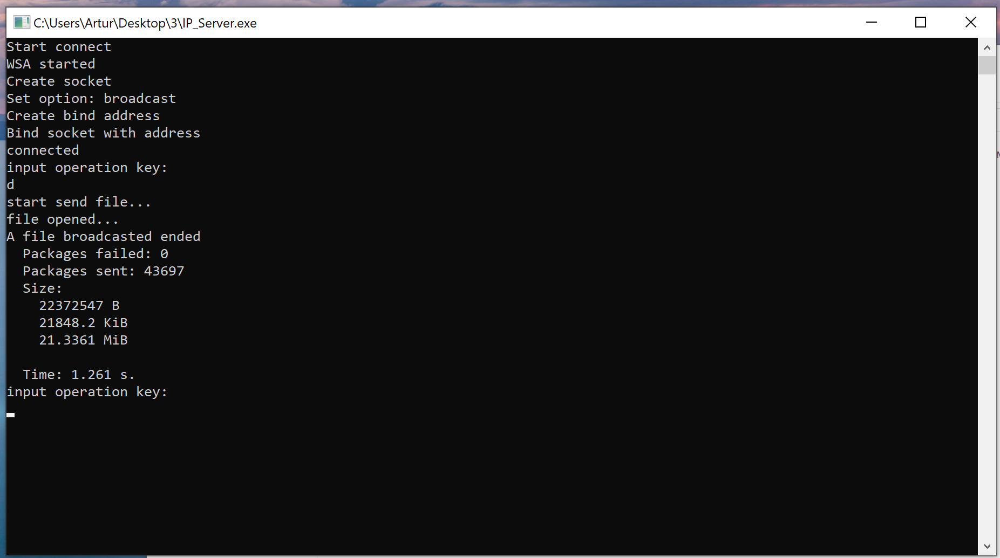 C:\Users\Artur\Desktop\3\IP_Server.exe
Start connect
WSA started
Create socket
Set option: broadcast
Create bind address
Bind socket with address
connected
input operation key:
d
start send file...
file opened...
A file broadcasted ended
Packages failed: 0
Packages sent: 43697
Size:
22372547 B
21848.2 KiB
21.3361 MiB
Time: 1.261 s.
input operation key: